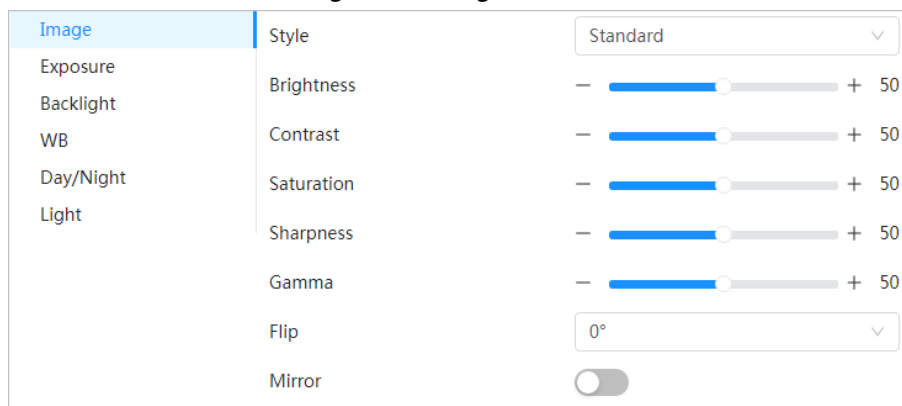 Image
Exposure
Backlight
WB
Day/Night
Light
Style Standard
Brightness 50
Contrast 50
Saturation 50
Sharpness 50
Gamma 50
Flip 0°
Mirror